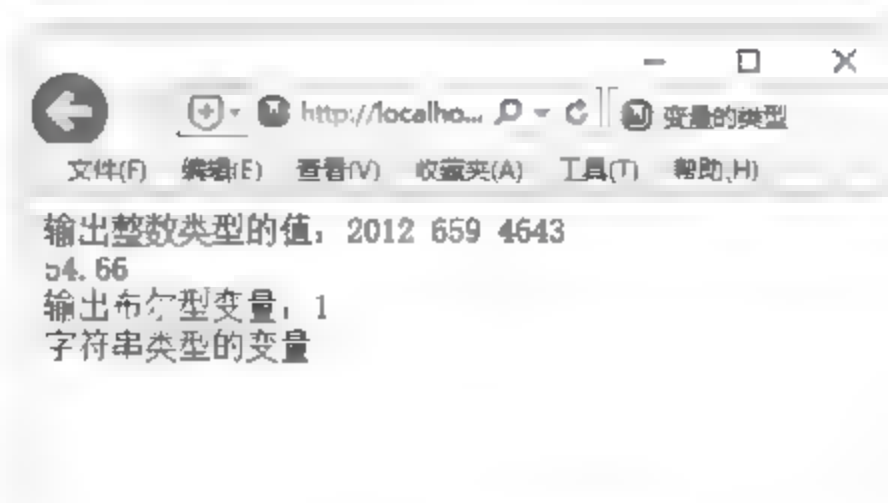 http://localho... 变量的类型
文件(F) 编辑(E) 查看(V) 收藏夹(A) 工具(T) 帮助(H)
输出整数类型的值：2012 659 4643
54.66
输出布尔型变量：1
字符串类型的变量